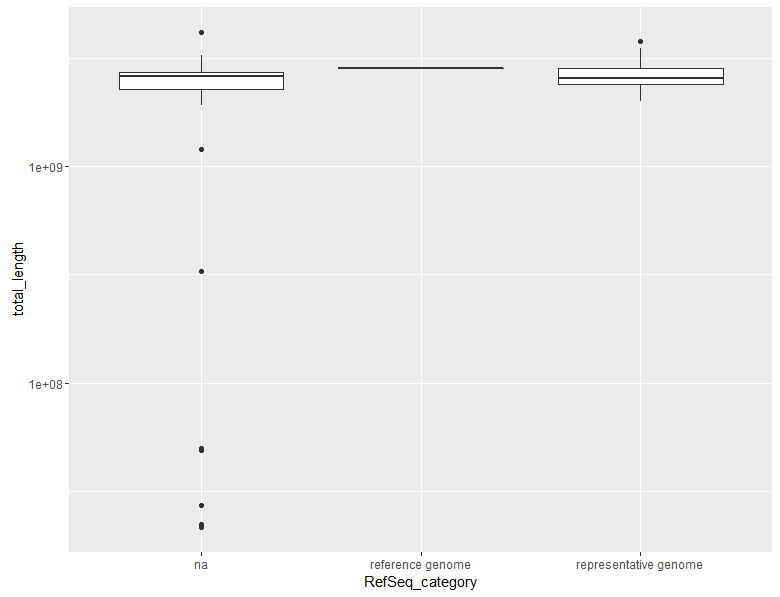 total_length
1e+09
1e+08
na
reference genome
representative genome
RefSeq_category